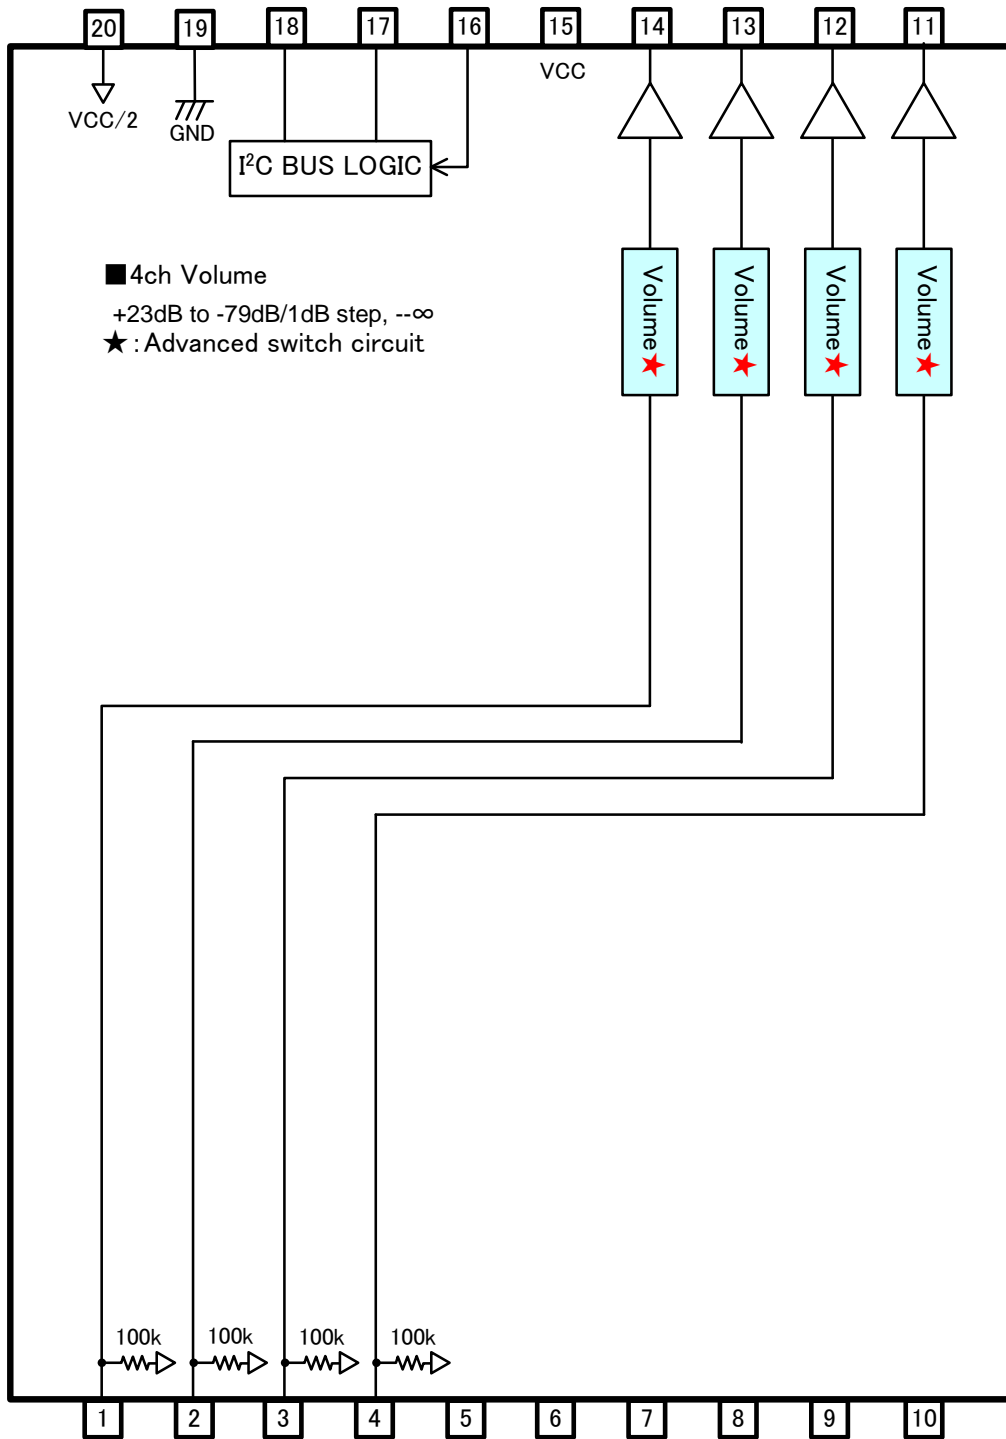 20 19 18 17 16 15 14 13 12 11
VCC
VCC/2
GND
I²C BUS LOGIC
■4ch Volume
+23dB to -79dB/1dB step, --∞
★:Advanced switch circuit
Volume★
Volume★
Volume★
Volume★
100k 100k 100k 100k
1 2 3 4 5 6 7 8 9 10